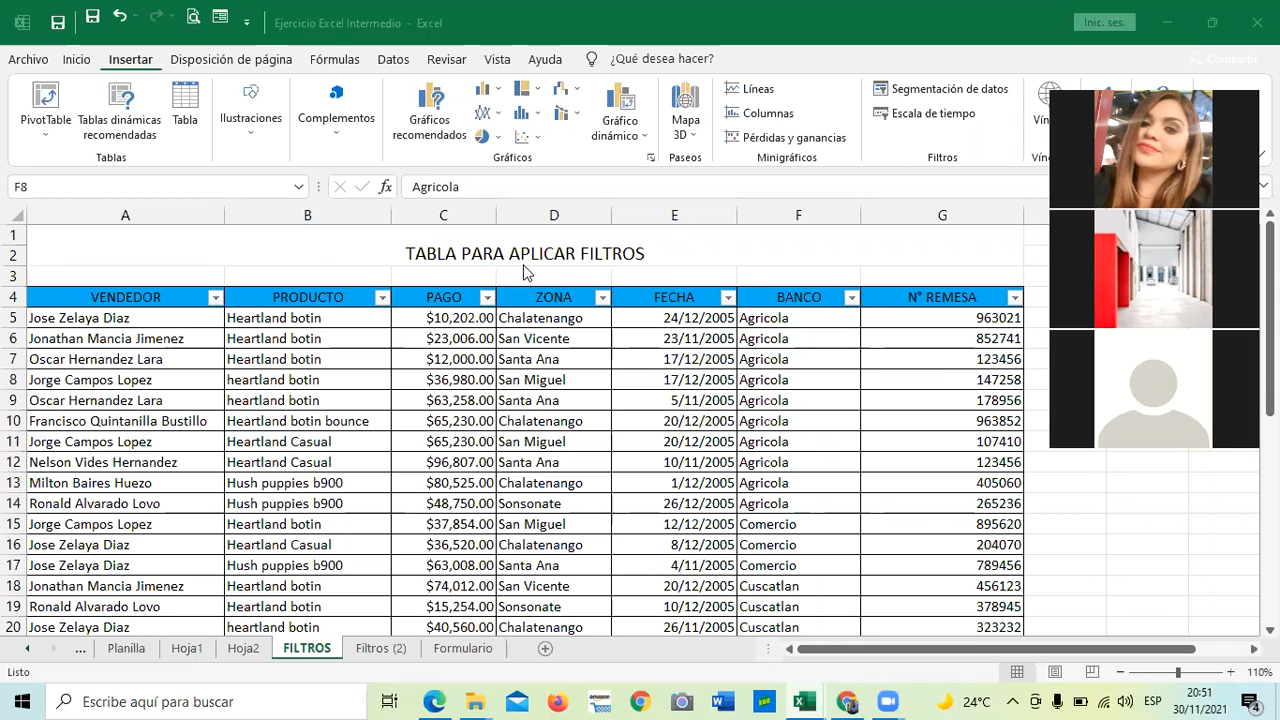 Ejercicio Excel Intermedio - Excel
Inic. ses.
Archivo Inicio Insertar Disposición de página Fórmulas Datos Revisar Vista Ayuda ¿Qué desea hacer? Compartir
PivotTable
Tablas dinámicas recomendadas
Tabla
Tablas
Ilustraciones
Complementos
Gráficos recomendados
Gráficos
Gráfico dinámico
Mapa 3D
Paseos
Líneas
Columnas
Pérdidas y ganancias
Minigráficos
Segmentación de datos
Escala de tiempo
Filtros
F8 fx Agricola
A B C D E F G
1
2 TABLA PARA APLICAR FILTROS
3
4 VENDEDOR PRODUCTO PAGO ZONA FECHA BANCO N° REMESA
5 Jose Zelaya Diaz Heartland botin $10,202.00 Chalatenango 24/12/2005 Agricola 963021
6 Jonathan Mancia Jimenez Heartland botin $23,006.00 San Vicente 23/11/2005 Agricola 852741
7 Oscar Hernandez Lara Heartland botin $12,000.00 Santa Ana 17/12/2005 Agricola 123456
8 Jorge Campos Lopez heartland botin $36,980.00 San Miguel 17/12/2005 Agricola 147258
9 Oscar Hernandez Lara heartland botin $63,258.00 Santa Ana 5/11/2005 Agricola 178956
10 Francisco Quintanilla Bustillo Heartland botin bounce $65,230.00 Chalatenango 20/12/2005 Agricola 963852
11 Jorge Campos Lopez Heartland Casual $65,230.00 San Miguel 20/12/2005 Agricola 107410
12 Nelson Vides Hernandez Heartland Casual $96,807.00 Santa Ana 10/11/2005 Agricola 123456
13 Milton Baires Huezo Hush puppies b900 $80,525.00 Chalatenango 1/12/2005 Agricola 405060
14 Ronald Alvarado Lovo Hush puppies b900 $48,750.00 Sonsonate 26/12/2005 Agricola 265236
15 Jorge Campos Lopez Heartland botin $37,854.00 San Miguel 12/12/2005 Comercio 895620
16 Jose Zelaya Diaz Heartland Casual $36,520.00 Chalatenango 8/12/2005 Comercio 204070
17 Jose Zelaya Diaz Hush puppies b900 $63,008.00 Santa Ana 4/11/2005 Comercio 789456
18 Jonathan Mancia Jimenez Heartland botin $74,012.00 San Vicente 20/12/2005 Cuscatlan 456123
19 Ronald Alvarado Lovo Heartland botin $15,254.00 Sonsonate 10/12/2005 Cuscatlan 378945
20 Jose Zelaya Diaz heartland botin $40,560.00 Chalatenango 26/11/2005 Cuscatlan 323232
... Planilla Hoja1 Hoja2 FILTROS Filtros (2) Formulario
Listo 110%
Escribe aquí para buscar 24°C ESP 20:51
30/11/2021 4